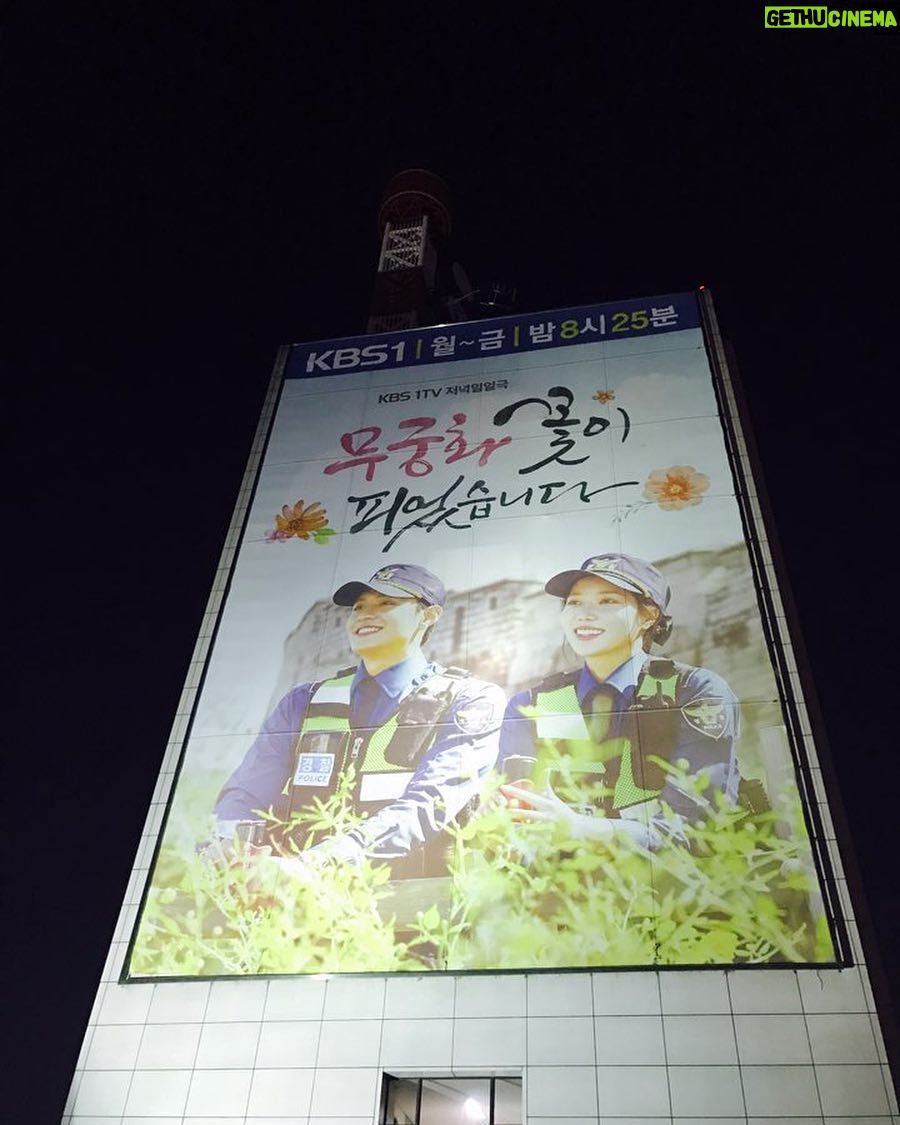 GETHUCINEMA
KBS1 | 월~금 | 밤 8시 25분
KBS 1TV 저녁일일극
무궁화 꽃이
피었습니다
경찰
POLICE